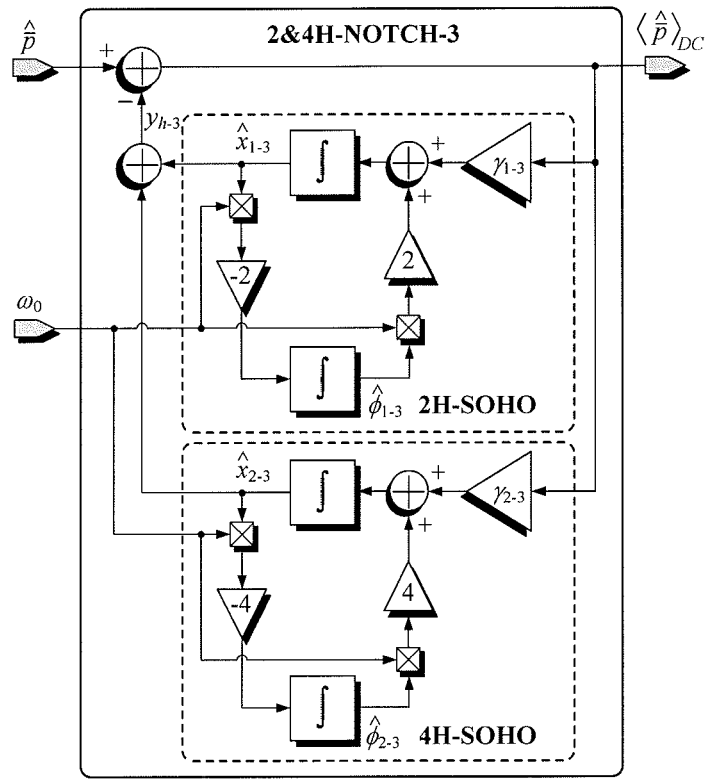 p̂̄
2&4H-NOTCH-3
⟨p̂̄⟩DC
+
−
yh-3
x̂1-3
∫
+
γ1-3
+
-2
2
ω0
∫
ϕ̂1-3
2H-SOHO
x̂2-3
∫
+
γ2-3
+
-4
4
∫
ϕ̂2-3
4H-SOHO